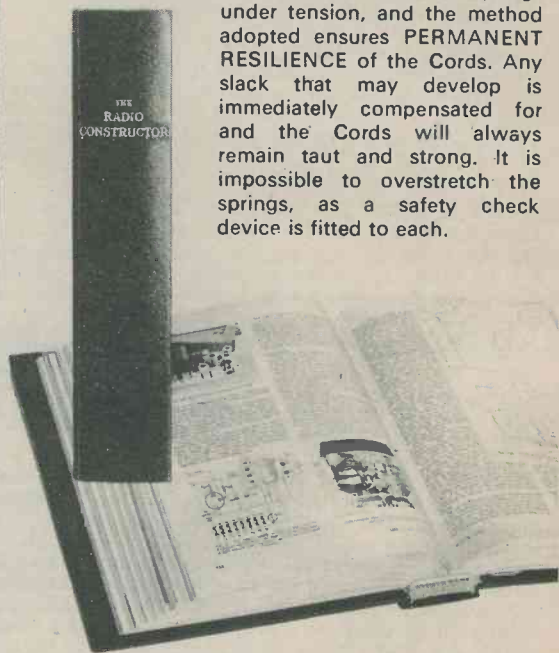 THE
RADIO
CONSTRUCTOR
under tension, and the method
adopted ensures PERMANENT
RESILIENCE of the Cords. Any
slack that may develop is
immediately compensated for
and the Cords will always
remain taut and strong. It is
impossible to overstretch the
springs, as a safety check
device is fitted to each.